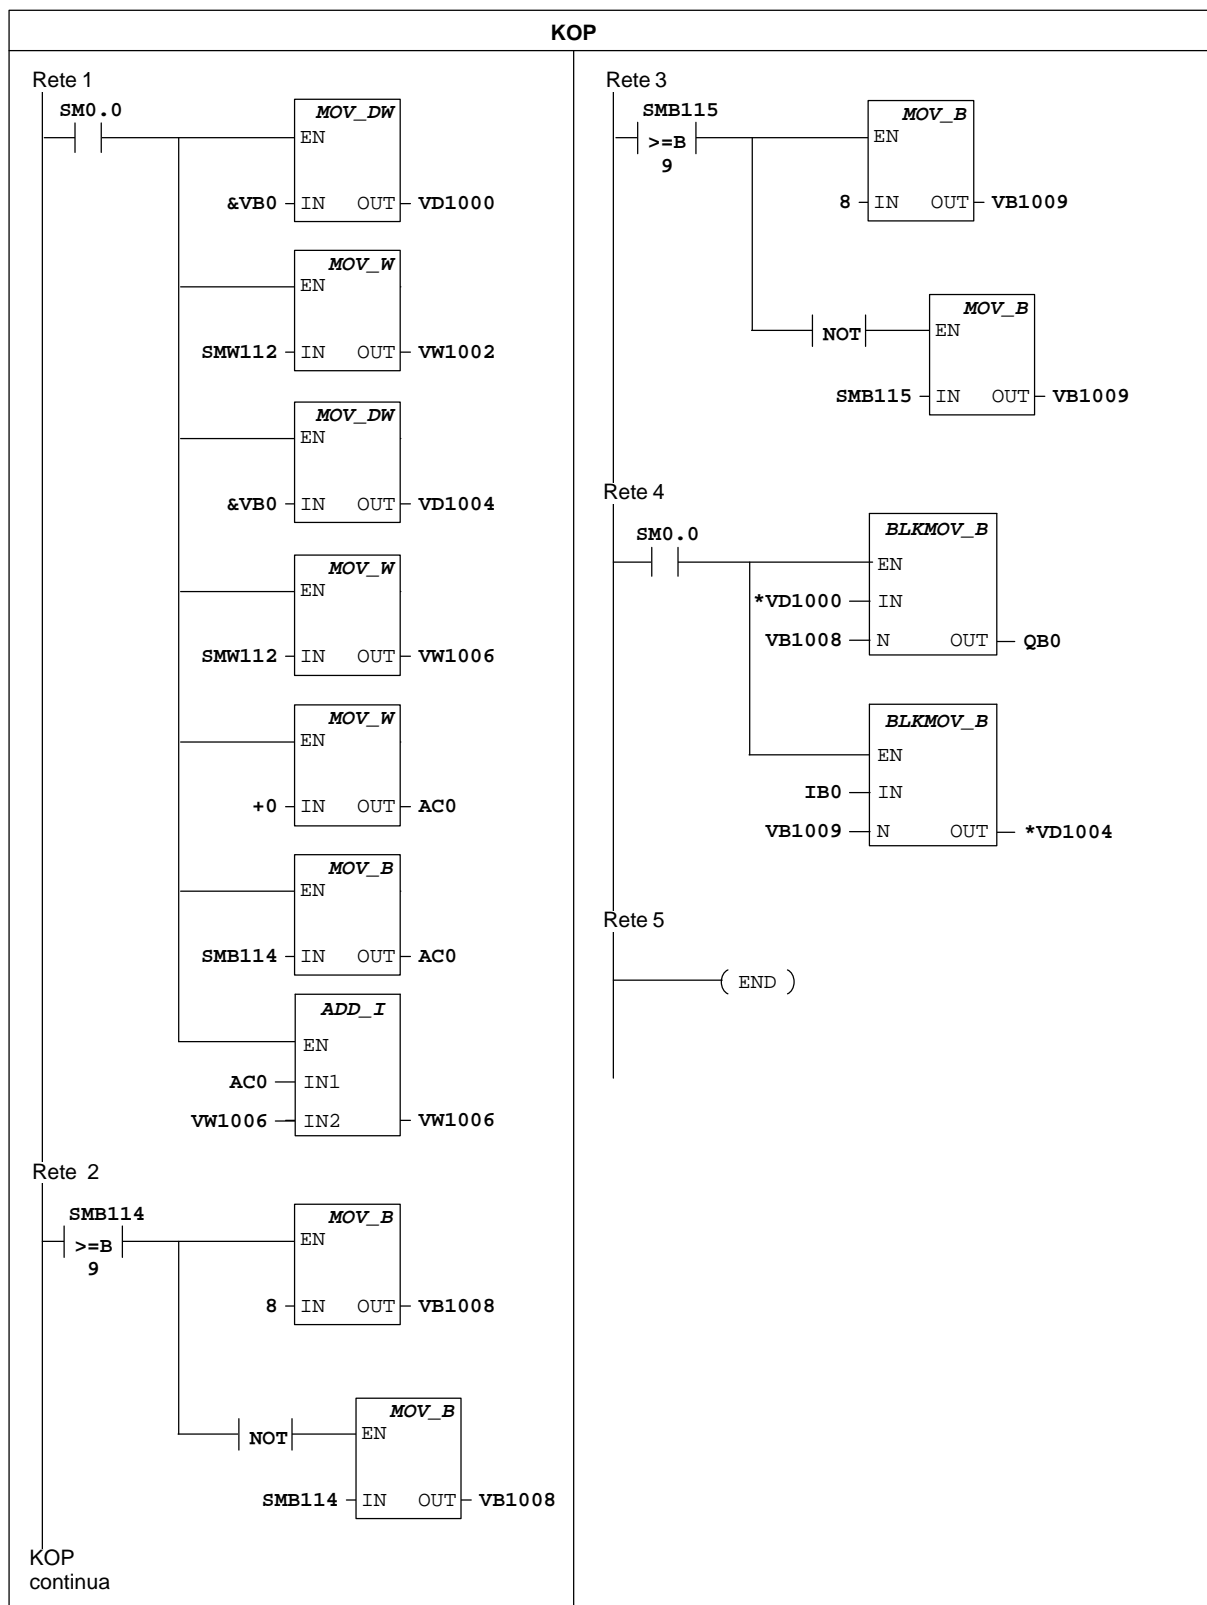 KOP
Rete 1
SM0.0
MOV_DW
EN
&VB0 IN OUT VD1000
MOV_W
EN
SMW112 IN OUT VW1002
MOV_DW
EN
&VB0 IN OUT VD1004
MOV_W
EN
SMW112 IN OUT VW1006
MOV_W
EN
+0 IN OUT AC0
MOV_B
EN
SMB114 IN OUT AC0
ADD_I
EN
AC0 IN1
VW1006 IN2 VW1006
Rete 2
SMB114
>=B
9
MOV_B
EN
8 IN OUT VB1008
NOT
MOV_B
EN
SMB114 IN OUT VB1008
KOP
continua
Rete 3
SMB115
>=B
9
MOV_B
EN
8 IN OUT VB1009
NOT
MOV_B
EN
SMB115 IN OUT VB1009
Rete 4
SM0.0
BLKMOV_B
EN
*VD1000 IN
VB1008 N OUT QB0
BLKMOV_B
EN
IB0 IN
VB1009 N OUT *VD1004
Rete 5
( END )